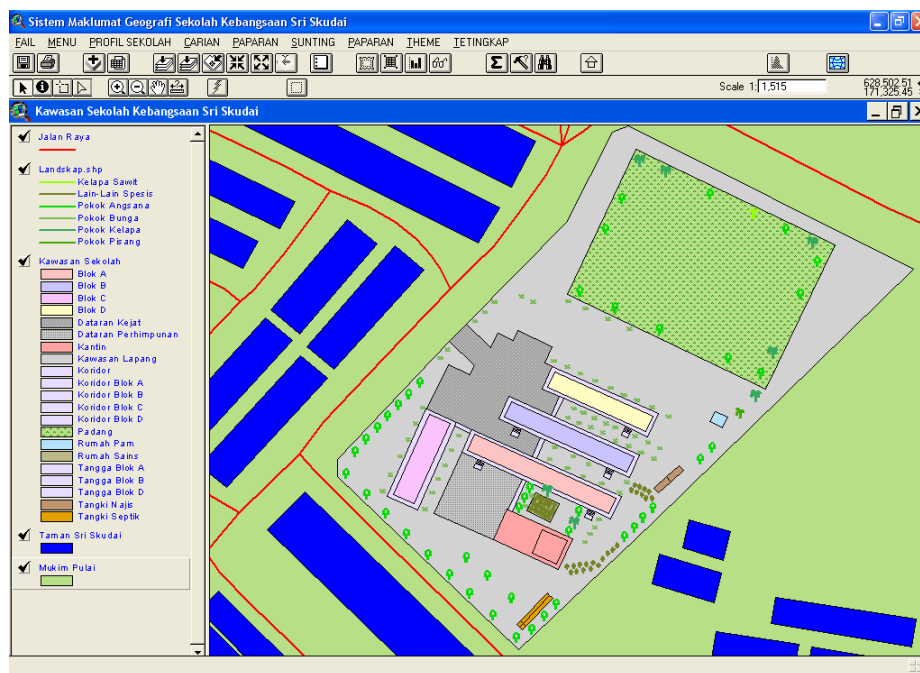 Sistem Maklumat Geografi Sekolah Kebangsaan Sri Skudai
FAIL MENU PROFIL SEKOLAH CARIAN PAPARAN SUNTING PAPARAN THEME TETINGKAP
Scale 1: 1,515
628,502.51
171,325.45
Kawasan Sekolah Kebangsaan Sri Skudai
Jalan Raya
Landskap.shp
Kelapa Sawit
Lain-Lain Spesis
Pokok Angsana
Pokok Bunga
Pokok Kelapa
Pokok Pisang
Kawasan Sekolah
Blok A
Blok B
Blok C
Blok D
Dataran Kejat
Dataran Perhimpunan
Kantin
Kawasan Lapang
Koridor
Koridor Blok A
Koridor Blok B
Koridor Blok C
Koridor Blok D
Padang
Rumah Pam
Rumah Sains
Tangga Blok A
Tangga Blok B
Tangga Blok D
Tangki Najis
Tangki Septik
Taman Sri Skudai
Mukim Pulai